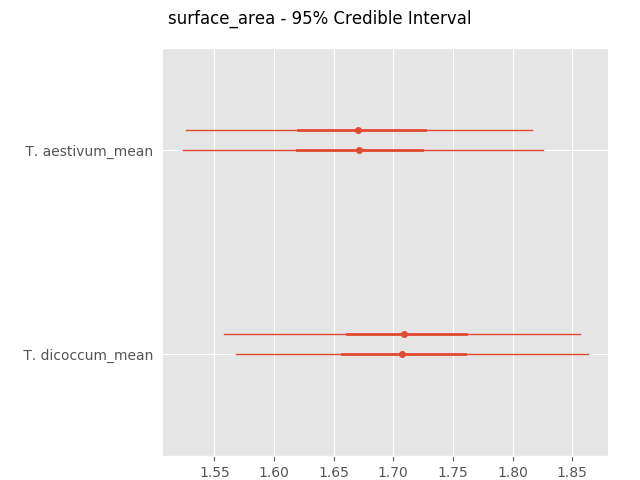 surface_area - 95% Credible Interval
T. aestivum_mean
T. dicoccum_mean
1.55 1.60 1.65 1.70 1.75 1.80 1.85